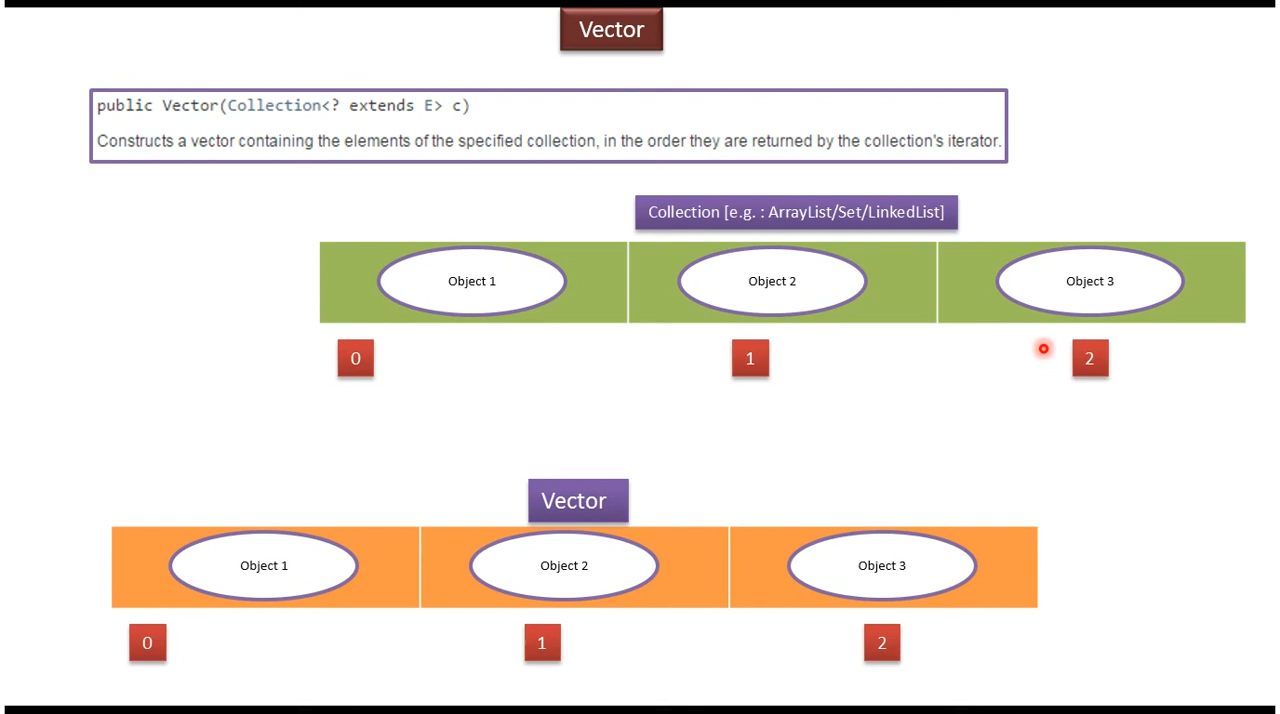 Vector
public Vector(Collection<? extends E> c)
Constructs a vector containing the elements of the specified collection, in the order they are returned by the collection's iterator.
Collection [e.g. : ArrayList/Set/LinkedList]
Object 1
Object 2
Object 3
0
1
2
Vector
Object 1
Object 2
Object 3
0
1
2